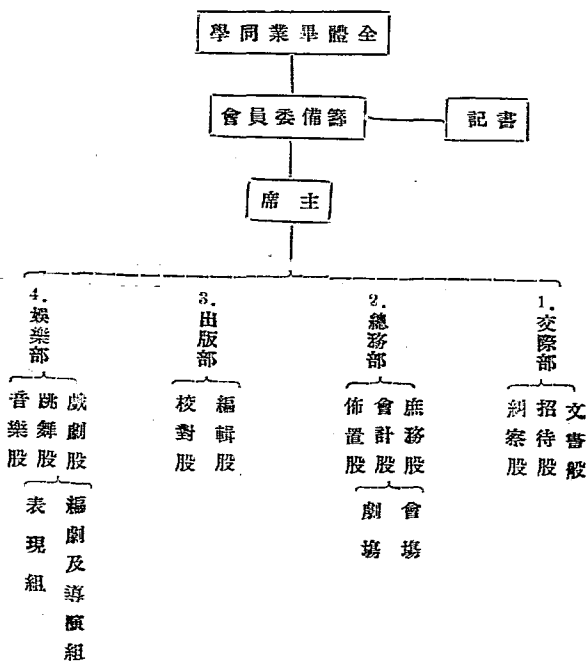 全體畢業同學
籌備委員會
書記
主席
1.交際部
文書般
招待股
糾察股
2.總務部
庶務股
會計股
佈置股
會塲
劇塲
3.出版部
編輯股
校對股
4.娛樂部
戲劇股
跳舞股
音樂股
編劇及導演組
表現組